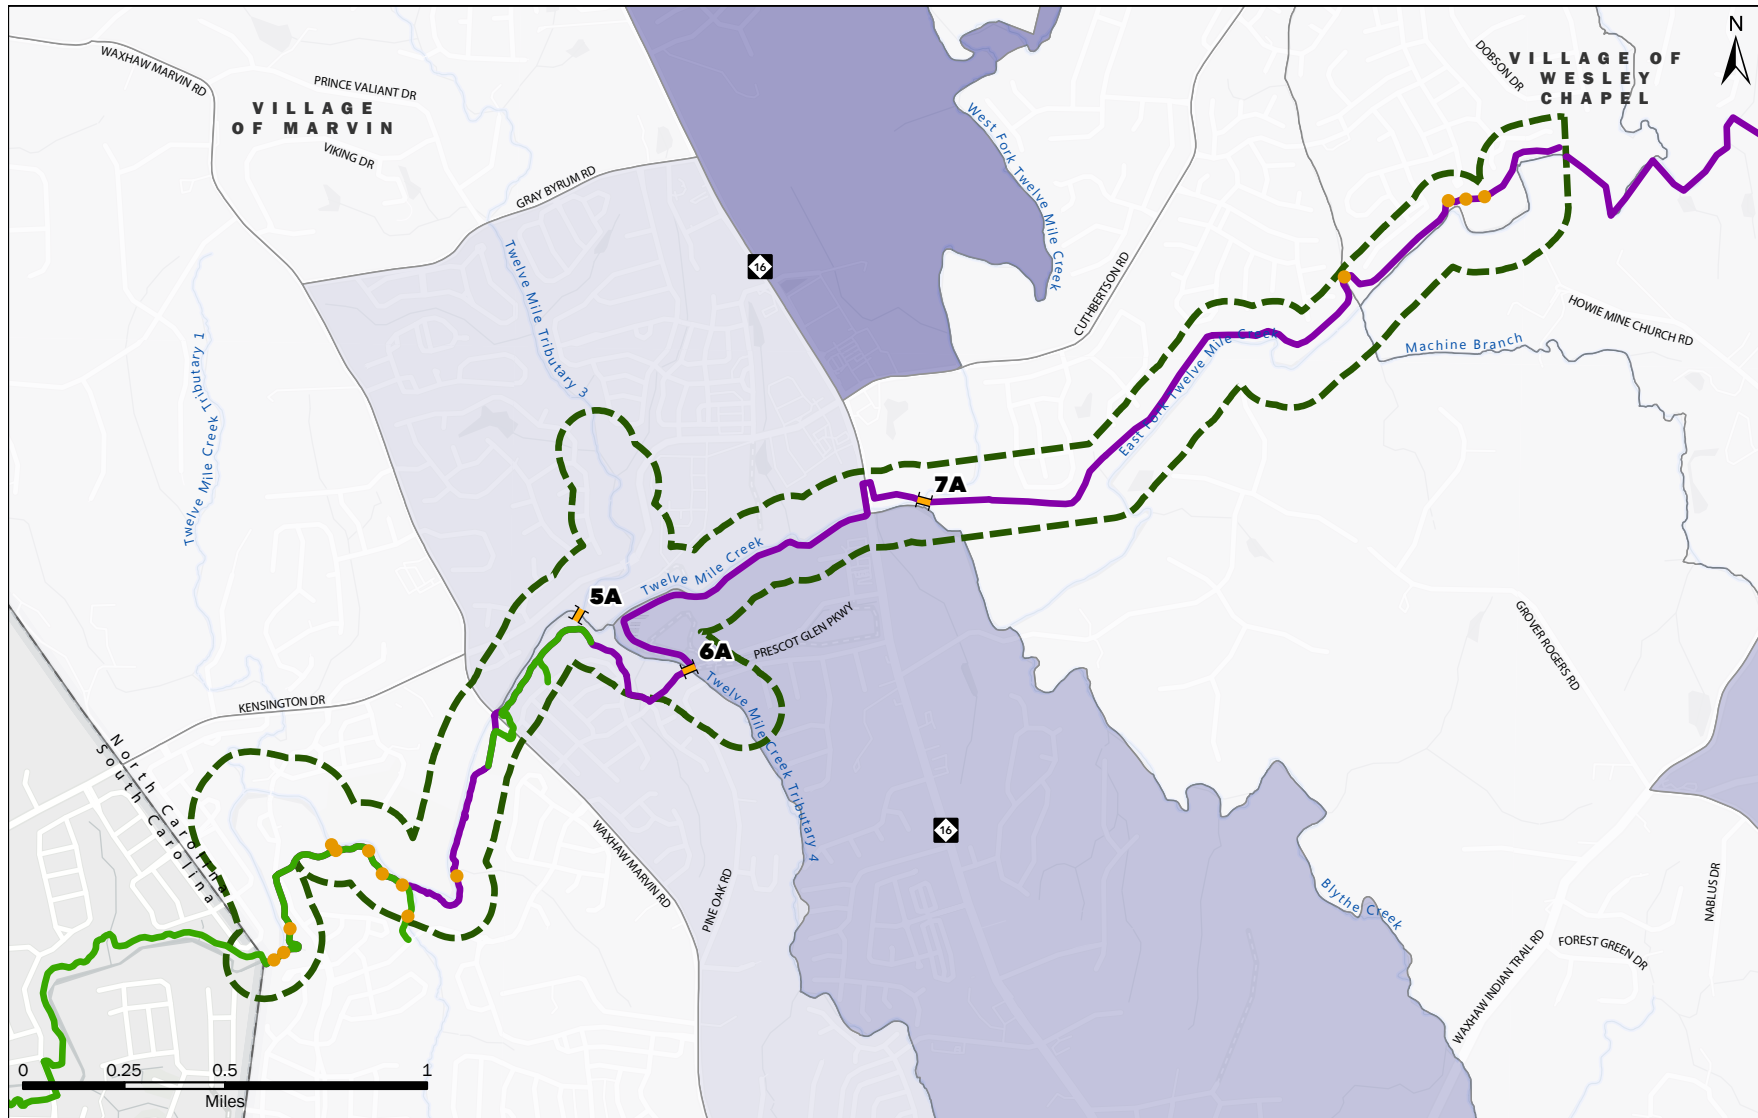 N
DOBSON DR
VILLAGE OF
WESLEY
CHAPEL
WAXHAW MARVIN RD
PRINCE VALIANT DR
VILLAGE
OF MARVIN
VIKING DR
GRAY BYRUM RD
West Fork Twelve Mile Creek
16
CUTHBERTSON RD
Twelve Mile Tributary 3
HOWIE MINE CHURCH RD
Machine Branch
Twelve Mile Creek Tributary 1
East Fork Twelve Mile Creek
7A
Twelve Mile Creek
5A
6A
PRESCOT GLEN PKWY
GROVER ROGERS RD
Twelve Mile Creek Tributary 4
KENSINGTON DR
North Carolina
South Carolina
16
WAXHAW MARVIN RD
PINE OAK RD
Blythe Creek
NABLUS DR
FOREST GREEN DR
WAXHAW INDIAN TRAIL RD
0 0.25 0.5 1
Miles